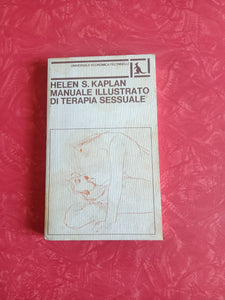 UNIVERSALE ECONOMICA FELTRINELLI
HELEN S. KAPLAN
MANUALE ILLUSTRATO
DI TERAPIA SESSUALE